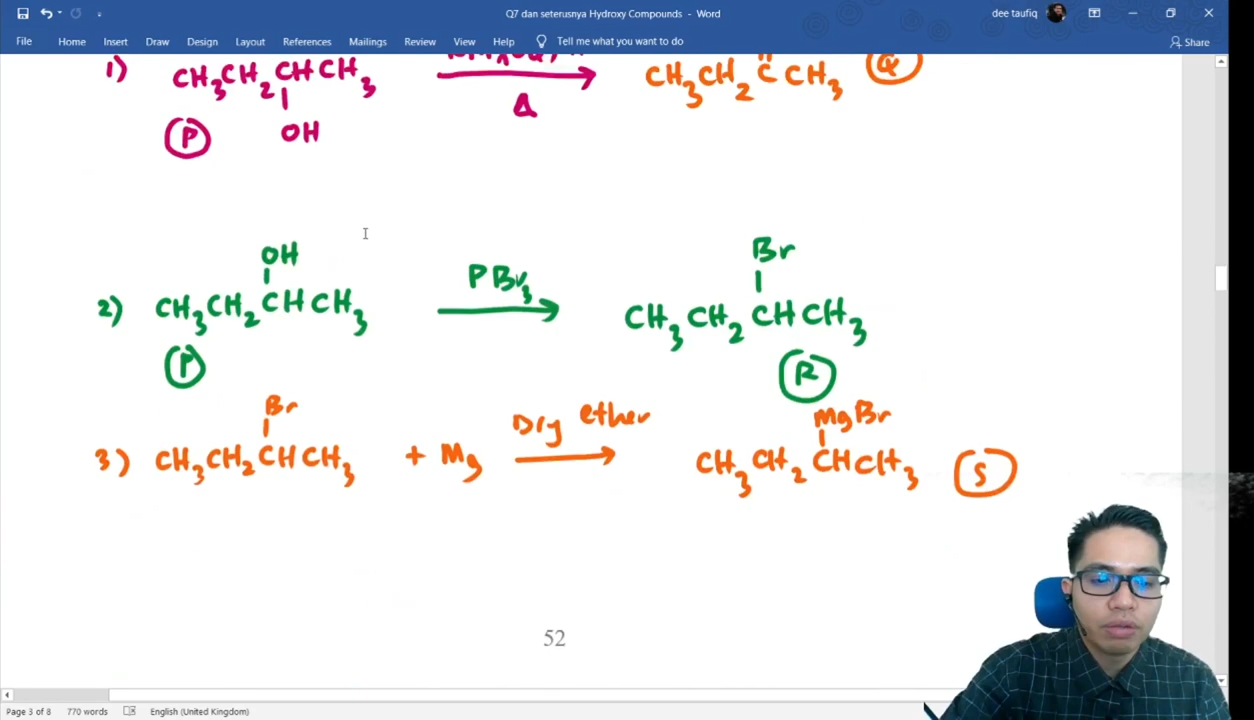 Q7 dan seterusnya Hydroxy Compounds - Word
dee taufiq
File Home Insert Draw Design Layout References Mailings Review View Help Tell me what you want to do
Share
1) CH3CH2CHCH3
OH
P
Δ
CH3CH2CCH3
Q
2) CH3CH2CHCH3
OH
P
PBr3
Br
CH3CH2CHCH3
R
Br
3) CH3CH2CHCH3 + Mg
Dry ether
MgBr
CH3CH2CHCH3
S
52
Page 3 of 8 770 words English (United Kingdom)